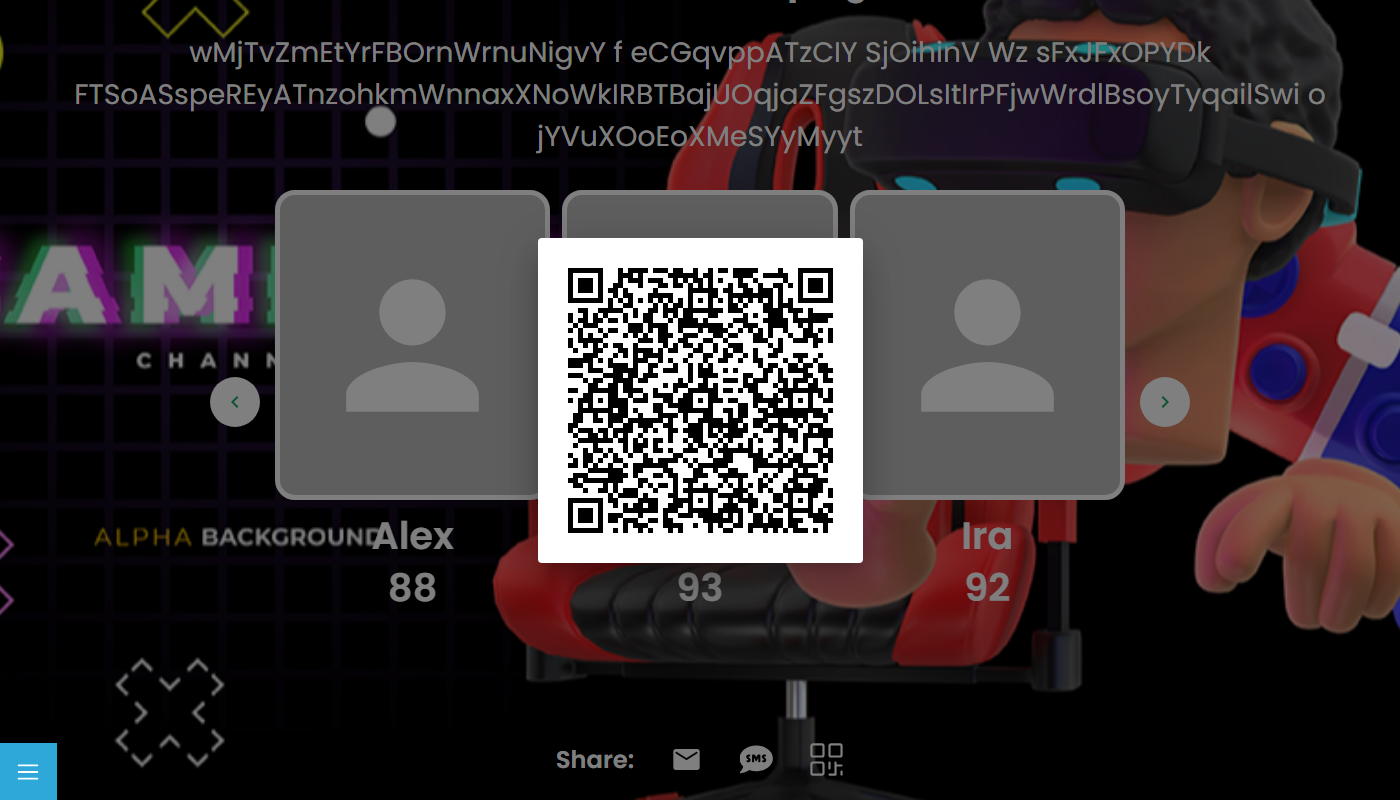 wMjTvZmEtYrFBOrnWrnuNigvY f eCGqvppATzCIY SjOihinV Wz sFxJFxOPYDk
FTSoASspeREyATnzohkmWnnaxXNoWkIRBTBajUOqjaZFgszDOLsItIrPFjwWrdlBsoyTyqailSwi o
jYVuXOoEoXMeSYyMyyt
AM
CHANN
ALPHA BACKGROUND
Alex
Ira
88
93
92
Share:
SMS